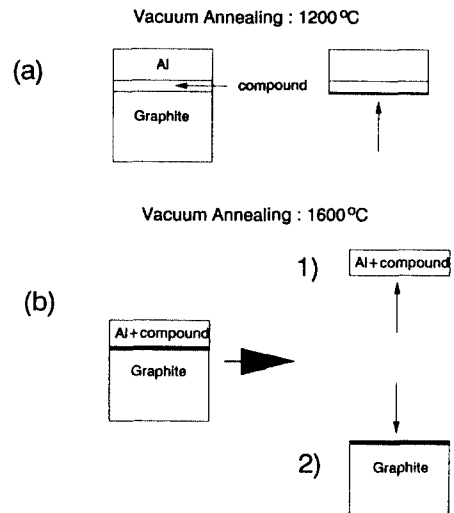 Vacuum Annealing : 1200°C
(a)
Al
compound
Graphite
Vacuum Annealing : 1600°C
(b)
Al+compound
Graphite
1)
Al+compound
2)
Graphite